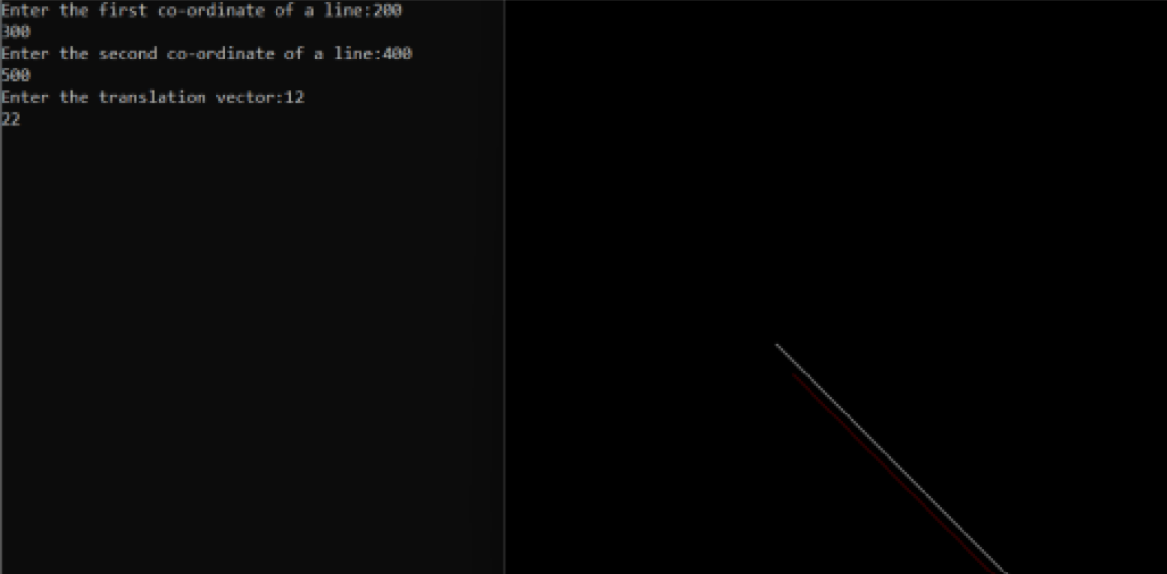 Enter the first co-ordinate of a line:200
300
Enter the second co-ordinate of a line:400
500
Enter the translation vector:12
22